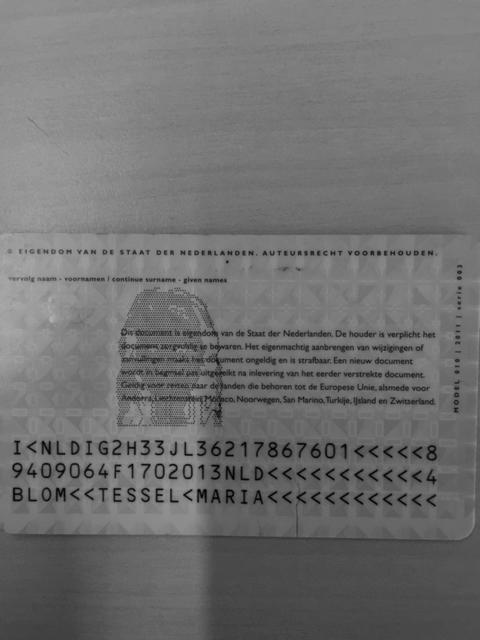 © EIGENDOM VAN DE STAAT DER NEDERLANDEN. AUTEURSRECHT VOORBEHOUDEN.
vervolg naam - voornamen / continue surname - given names
Dit document is eigendom van de Staat der Nederlanden. De houder is verplicht het
document zorgvuldig te bewaren. Het eigenmachtig aanbrengen van wijzigingen of
aanvullingen maakt het document ongeldig en is strafbaar. Een nieuw document
wordt in beginsel pas uitgereikt na inlevering van het eerder verstrekte document.
Geldig voor reizen naar de landen die behoren tot de Europese Unie, alsmede voor
Andorra, Liechtenstein, Monaco, Noorwegen, San Marino, Turkije, IJsland en Zwitserland.
MODEL 010 | 2011 | serie 003
I<NLDIG2H33JL36217867601<<<<<8
9409064F1702013NLD<<<<<<<<<<<4
BLOM<<TESSEL<MARIA<<<<<<<<<<<<